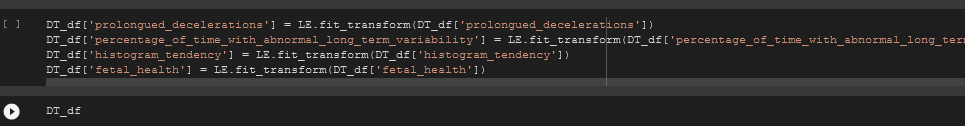 [ ] DT_df['prolongued_decelerations'] = LE.fit_transform(DT_df['prolongued_decelerations'])
DT_df['percentage_of_time_with_abnormal_long_term_variability'] = LE.fit_transform(DT_df['percentage_of_time_with_abnormal_long_ter
DT_df['histogram_tendency'] = LE.fit_transform(DT_df['histogram_tendency'])
DT_df['fetal_health'] = LE.fit_transform(DT_df['fetal_health'])
DT_df